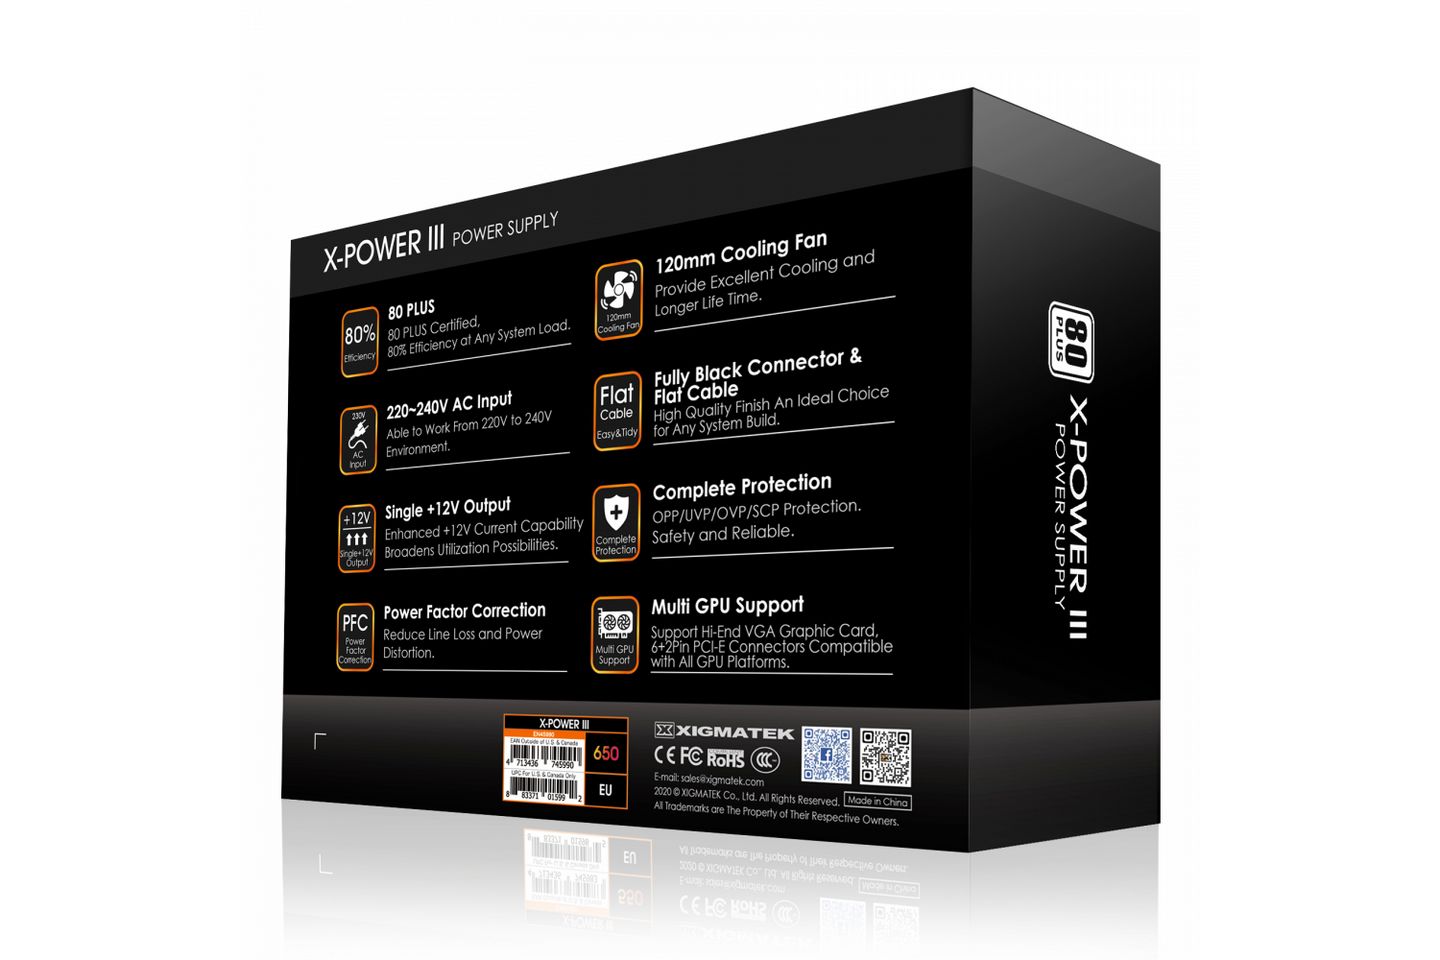 X-POWER III POWER SUPPLY
80%
Efficiency
80 PLUS
80 PLUS Certified,
80% Efficiency at Any System Load.
230V
AC
Input
220~240V AC Input
Able to Work From 220V to 240V
Environment.
+12V
Single+12V
Output
Single +12V Output
Enhanced +12V Current Capability
Broadens Utilization Possibilities.
PFC
Power
Factor
Correction
Power Factor Correction
Reduce Line Loss and Power
Distortion.
120mm
Cooling Fan
120mm Cooling Fan
Provide Excellent Cooling and
Longer Life Time.
Flat
Cable
Easy&Tidy
Fully Black Connector &
Flat Cable
High Quality Finish An Ideal Choice
for Any System Build.
Complete
Protection
Complete Protection
OPP/UVP/OVP/SCP Protection.
Safety and Reliable.
Multi GPU
Support
Multi GPU Support
Support Hi-End VGA Graphic Card,
6+2Pin PCI-E Connectors Compatible
with All GPU Platforms.
X-POWER III
EN45990
EAN Outside of U.S. & Canada
4 713436 745990
UPC For U.S. & Canada Only
8 83371 01599 2
650
EU
XIGMATEK
CE FC RoHS CCC
E-mail: sales@xigmatek.com
2020 © XIGMATEK Co., Ltd. All Rights Reserved. Made in China
All Trademarks are The Property of Their Respective Owners.
80
PLUS
X-POWER III
POWER SUPPLY